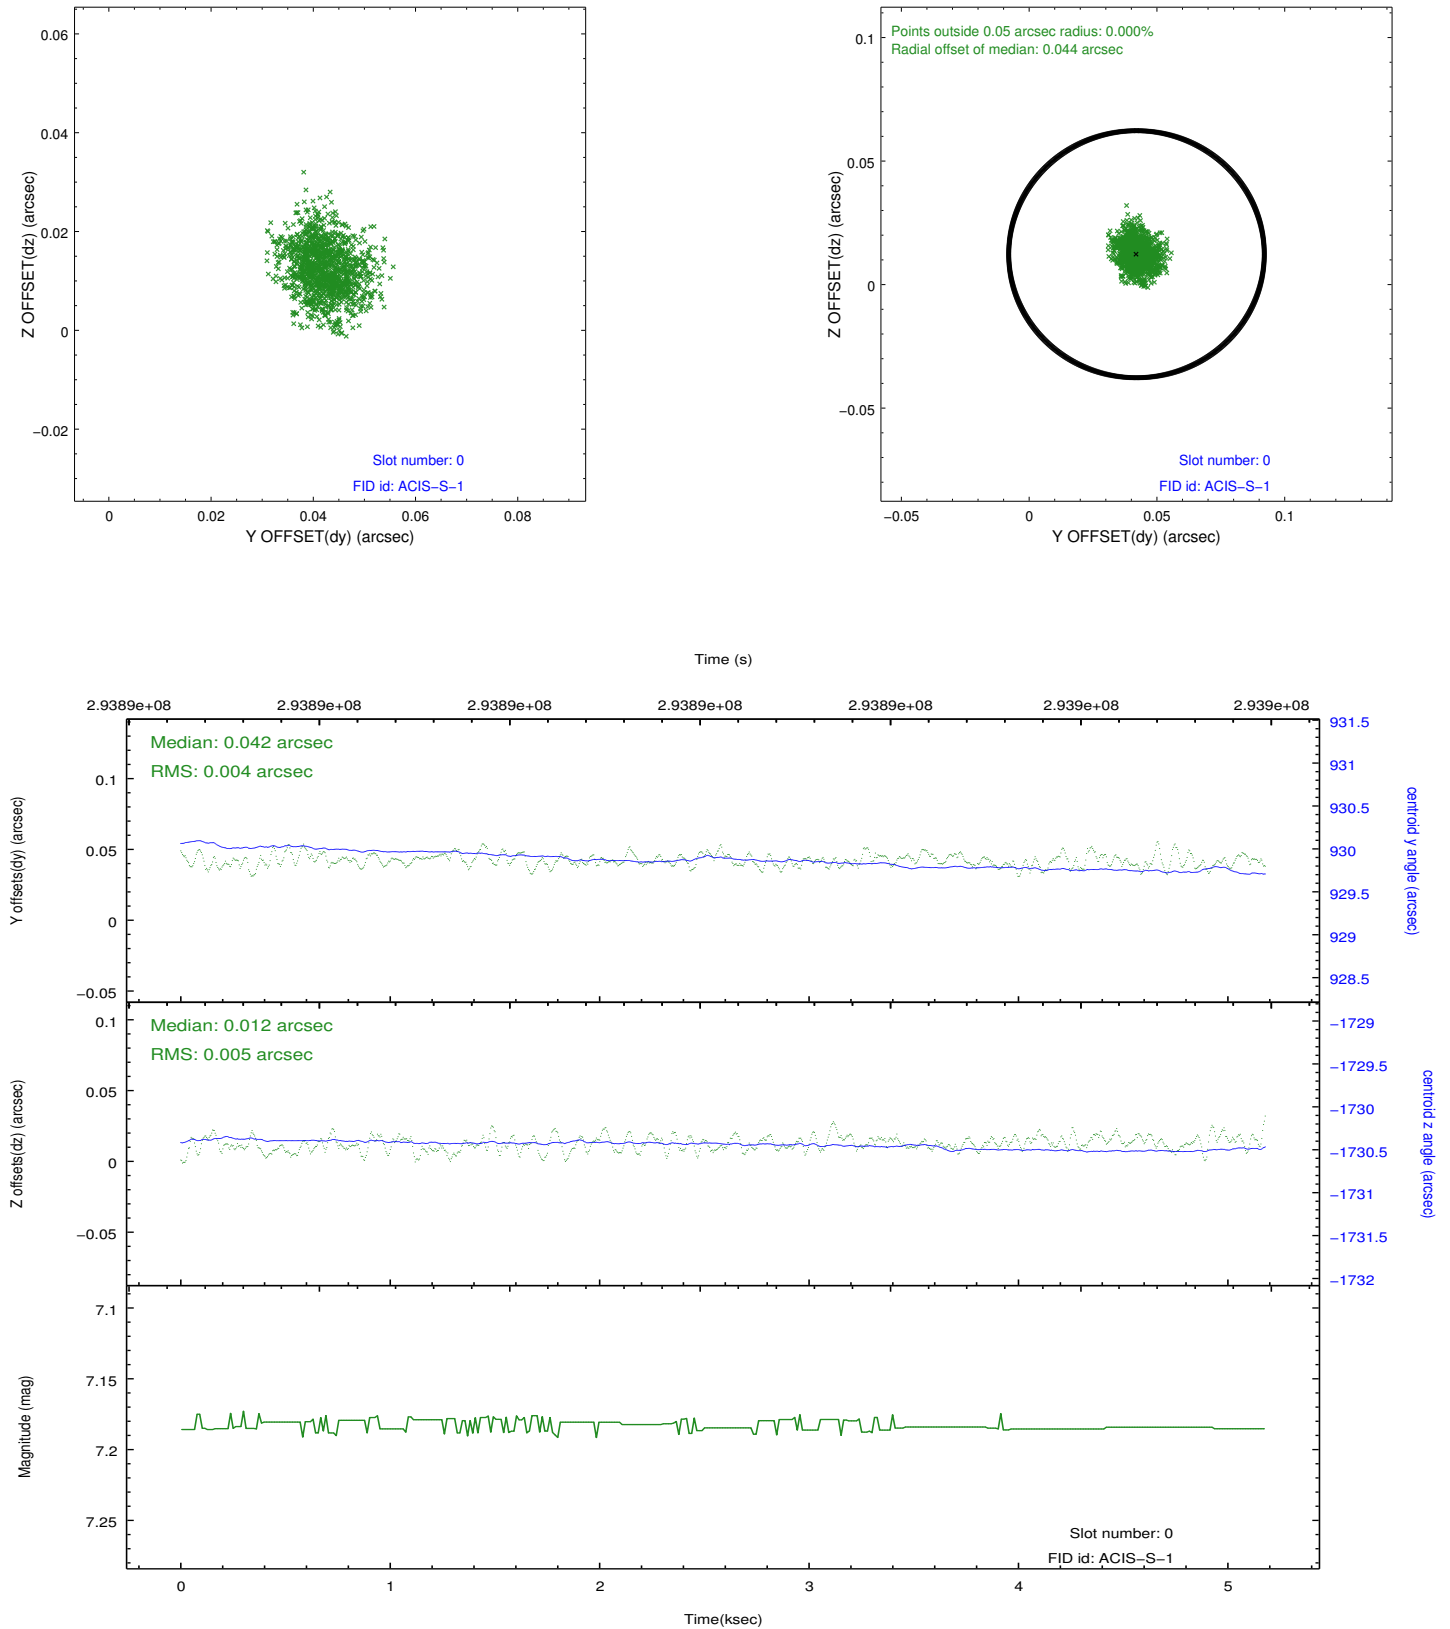 0.06
0.04
0.02
0
−0.02
Z OFFSET(dz) (arcsec)
Slot number: 0
FID id: ACIS−S−1
0
0.02
0.04
0.06
0.08
Y OFFSET(dy) (arcsec)
Points outside 0.05 arcsec radius: 0.000%
Radial offset of median: 0.044 arcsec
0.1
0.05
0
−0.05
Z OFFSET(dz) (arcsec)
Slot number: 0
FID id: ACIS−S−1
−0.05
0
0.05
0.1
Y OFFSET(dy) (arcsec)
Time (s)
2.9389e+08
2.9389e+08
2.9389e+08
2.9389e+08
2.9389e+08
2.939e+08
2.939e+08
Median: 0.042 arcsec
RMS: 0.004 arcsec
0.1
0.05
0
−0.05
Y offsets(dy) (arcsec)
931.5
931
930.5
930
929.5
929
928.5
centroid y angle (arcsec)
Median: 0.012 arcsec
RMS: 0.005 arcsec
0.1
0.05
0
−0.05
Z offsets(dz) (arcsec)
−1729
−1729.5
−1730
−1730.5
−1731
−1731.5
−1732
centroid z angle (arcsec)
7.1
7.15
7.2
7.25
Magnitude (mag)
Slot number: 0
FID id: ACIS−S−1
0
1
2
3
4
5
Time(ksec)